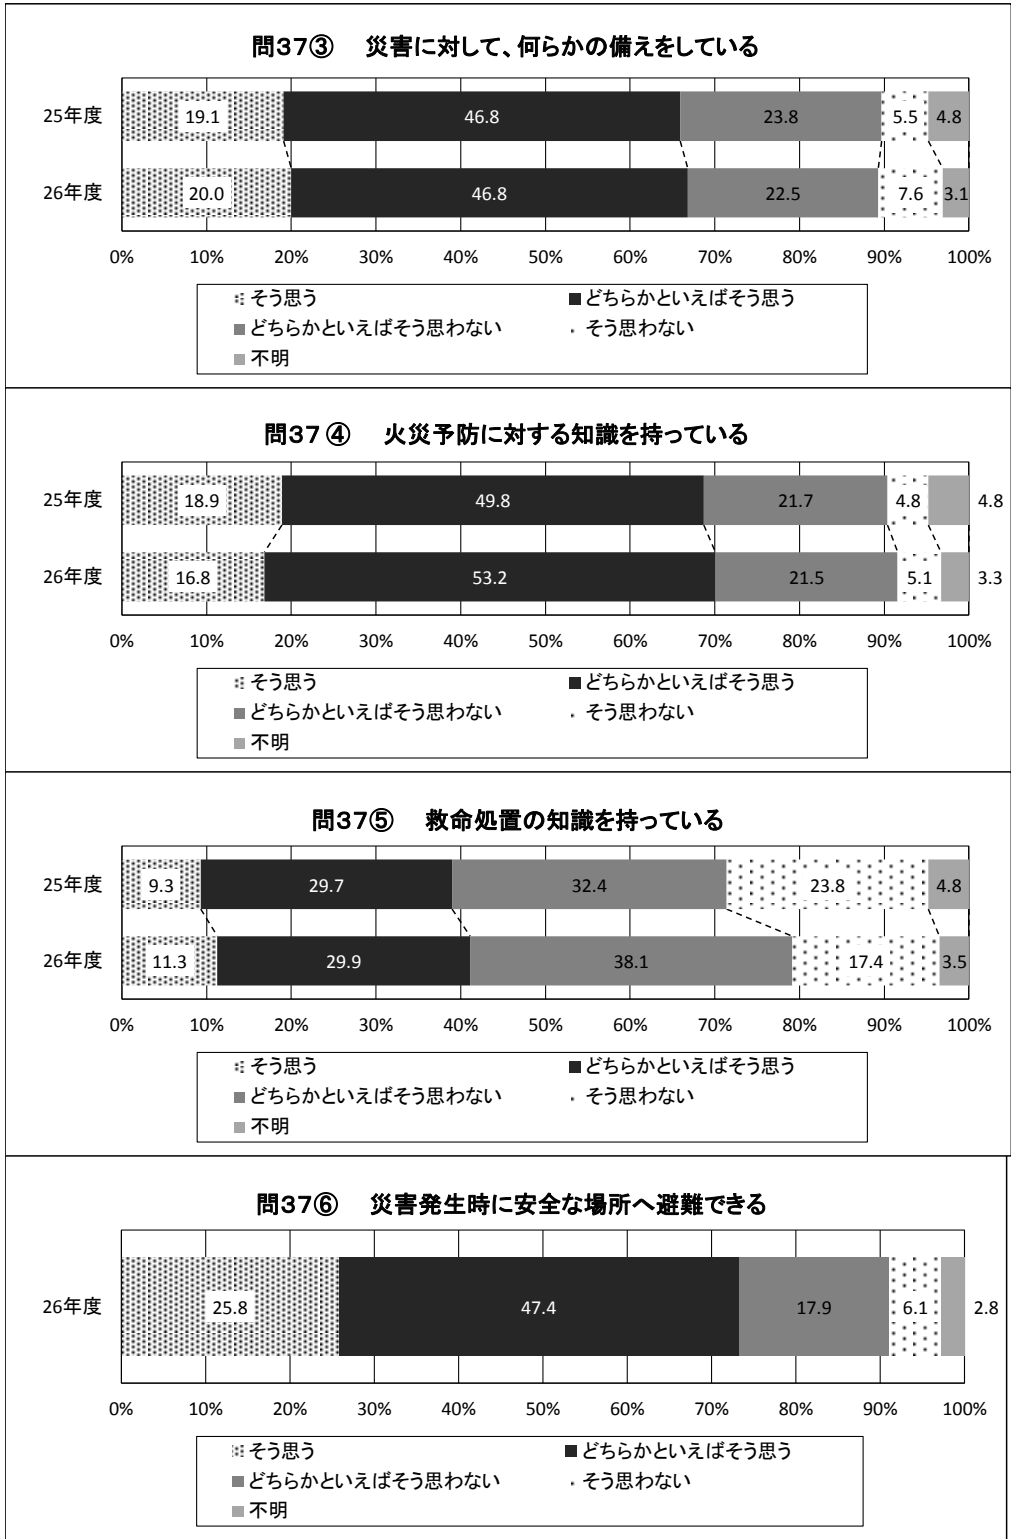 問37③ 災害に対して、何らかの備えをしている
25年度 19.1 46.8 23.8 5.5 4.8
26年度 20.0 46.8 22.5 7.6 3.1
0% 10% 20% 30% 40% 50% 60% 70% 80% 90% 100%
そう思う どちらかといえばそう思う
どちらかといえばそう思わない そう思わない
不明
問37④ 火災予防に対する知識を持っている
25年度 18.9 49.8 21.7 4.8 4.8
26年度 16.8 53.2 21.5 5.1 3.3
0% 10% 20% 30% 40% 50% 60% 70% 80% 90% 100%
そう思う どちらかといえばそう思う
どちらかといえばそう思わない そう思わない
不明
問37⑤ 救命処置の知識を持っている
25年度 9.3 29.7 32.4 23.8 4.8
26年度 11.3 29.9 38.1 17.4 3.5
0% 10% 20% 30% 40% 50% 60% 70% 80% 90% 100%
そう思う どちらかといえばそう思う
どちらかといえばそう思わない そう思わない
不明
問37⑥ 災害発生時に安全な場所へ避難できる
26年度 25.8 47.4 17.9 6.1 2.8
0% 10% 20% 30% 40% 50% 60% 70% 80% 90% 100%
そう思う どちらかといえばそう思う
どちらかといえばそう思わない そう思わない
不明